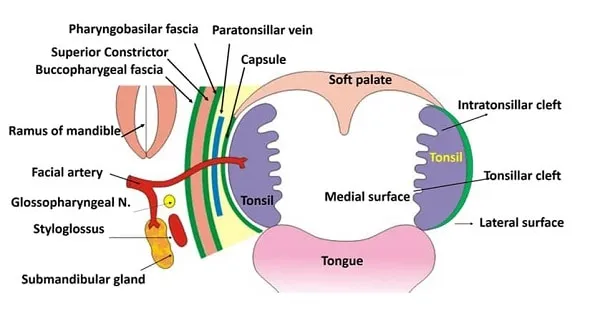 Pharyngobasilar fascia
Paratonsillar vein
Superior Constrictor
Capsule
Buccopharygeal fascia
Soft palate
Intratonsillar cleft
Ramus of mandible
Tonsil
Facial artery
Tonsillar cleft
Medial surface
Tonsil
Glossopharyngeal N.
Lateral surface
Styloglossus
Tongue
Submandibular gland